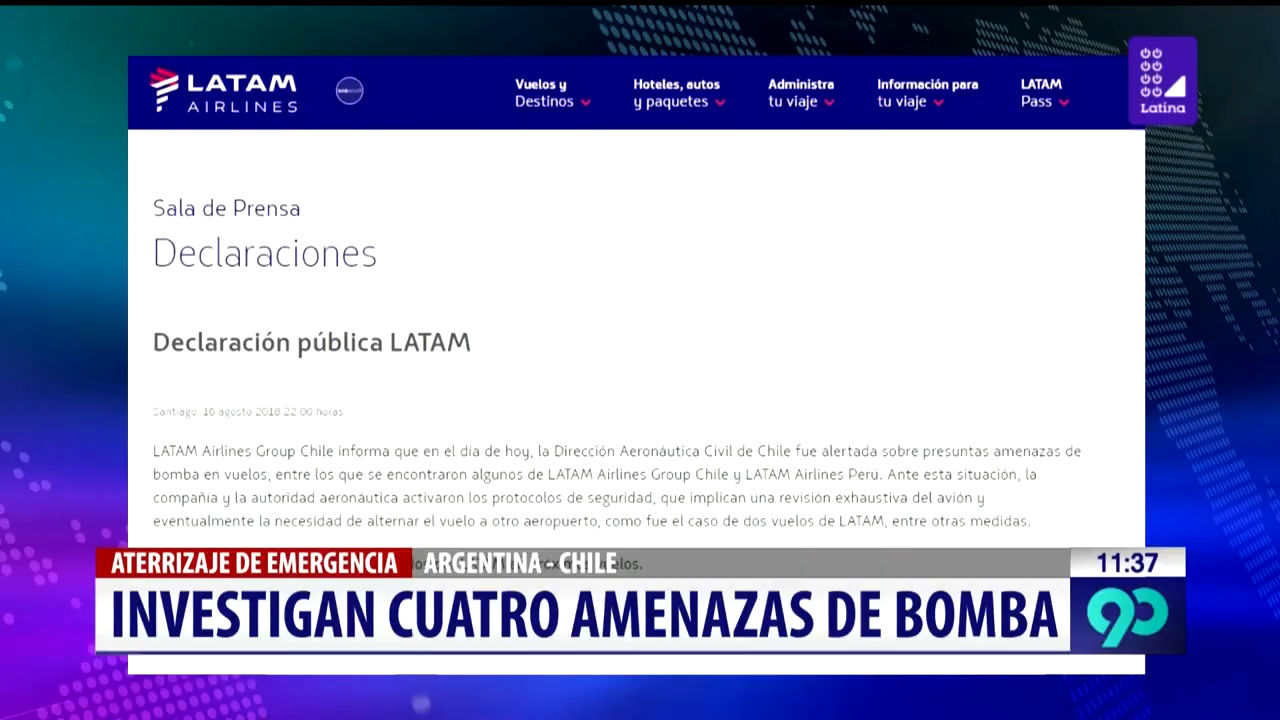 LATAM
AIRLINES
oneworld
Vuelos y
Destinos
Hoteles, autos
y paquetes
Administra
tu viaje
Información para
tu viaje
LATAM
Pass
Latina
Sala de Prensa
Declaraciones
Declaración pública LATAM
Santiago, 16 agosto 2018 22:00 horas
LATAM Airlines Group Chile informa que en el día de hoy, la Dirección Aeronáutica Civil de Chile fue alertada sobre presuntas amenazas de
bomba en vuelos, entre los que se encontraron algunos de LATAM Airlines Group Chile y LATAM Airlines Perú. Ante esta situación, la
compañía y la autoridad aeronáutica activaron los protocolos de seguridad, que implican una revisión exhaustiva del avión y
eventualmente la necesidad de alternar el vuelo a otro aeropuerto, como fue el caso de dos vuelos de LATAM, entre otras medidas.
ATERRIZAJE DE EMERGENCIA
ARGENTINA - CHILE
11:37
INVESTIGAN CUATRO AMENAZAS DE BOMBA
90